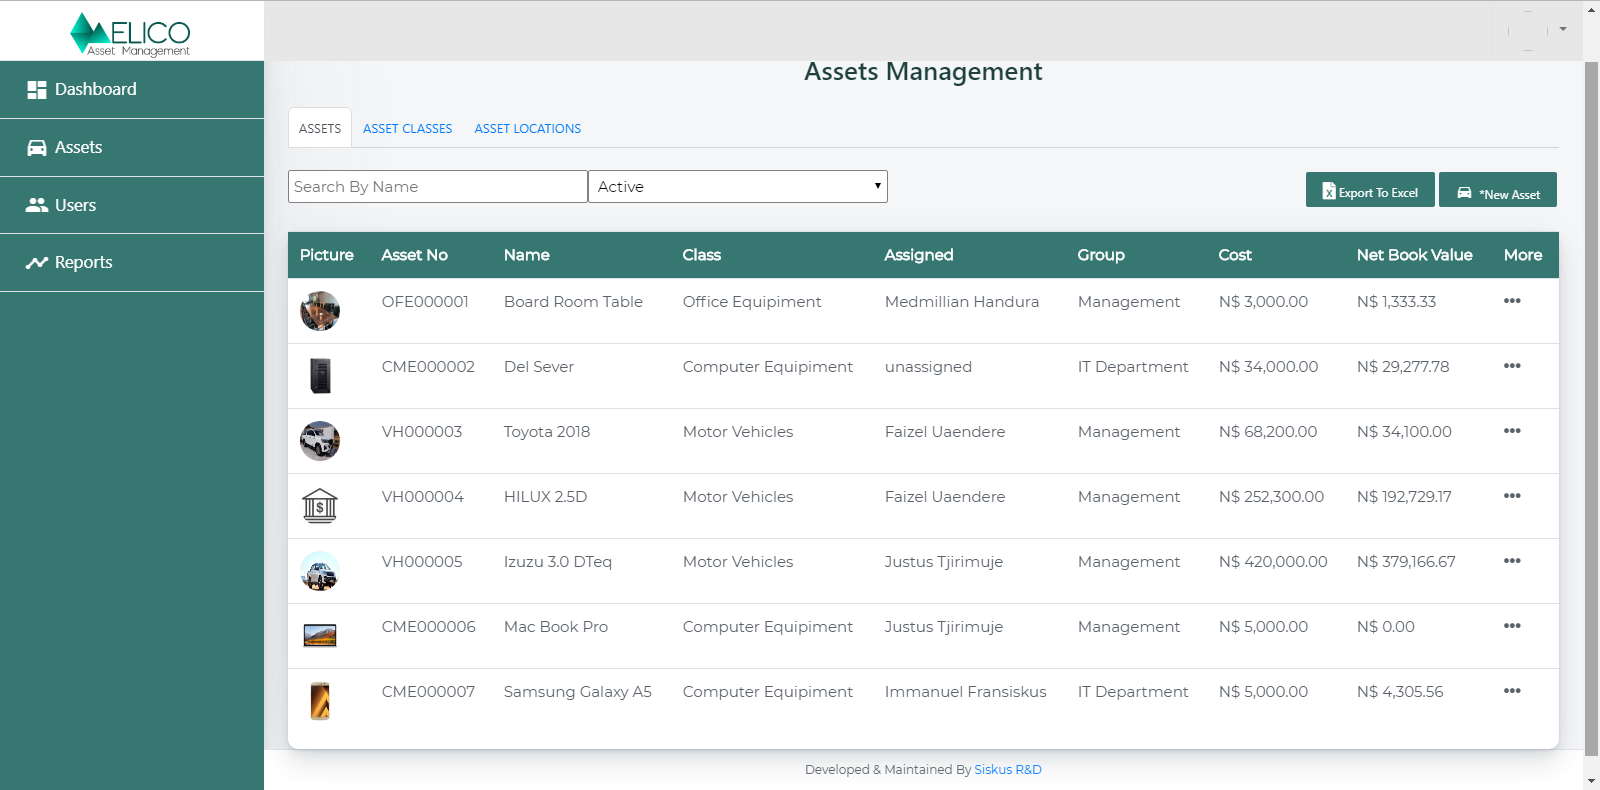 ELICO
Asset Management
Dashboard
Assets
Users
Reports
Assets Management
ASSETS ASSET CLASSES ASSET LOCATIONS
Search By Name Active Export To Excel *New Asset
Picture Asset No Name Class Assigned Group Cost Net Book Value More
OFE000001 Board Room Table Office Equipiment Medmillian Handura Management N$ 3,000.00 N$ 1,333.33 •••
CME000002 Del Sever Computer Equipiment unassigned IT Department N$ 34,000.00 N$ 29,277.78 •••
VH000003 Toyota 2018 Motor Vehicles Faizel Uaendere Management N$ 68,200.00 N$ 34,100.00 •••
VH000004 HILUX 2.5D Motor Vehicles Faizel Uaendere Management N$ 252,300.00 N$ 192,729.17 •••
VH000005 Izuzu 3.0 DTeq Motor Vehicles Justus Tjirimuje Management N$ 420,000.00 N$ 379,166.67 •••
CME000006 Mac Book Pro Computer Equipiment Justus Tjirimuje Management N$ 5,000.00 N$ 0.00 •••
CME000007 Samsung Galaxy A5 Computer Equipiment Immanuel Fransiskus IT Department N$ 5,000.00 N$ 4,305.56 •••
Developed & Maintained By Siskus R&D